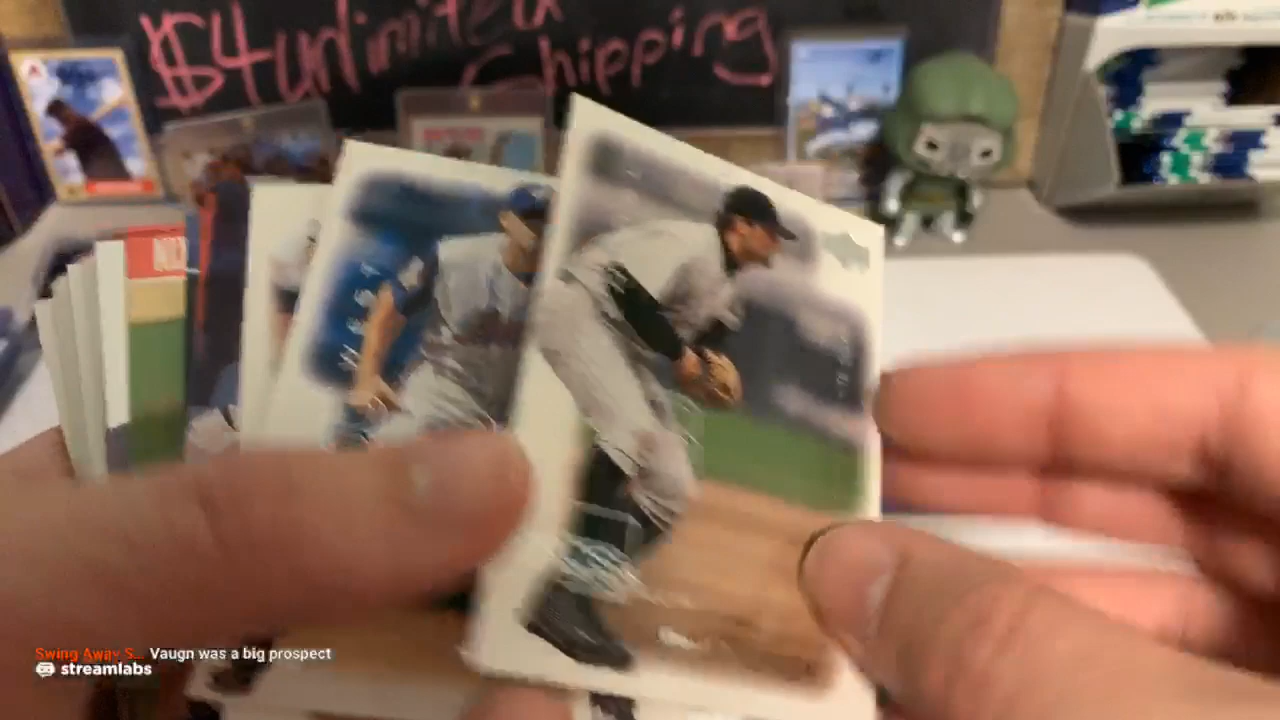 $4 unlimited
Shipping
Swing Away S... Vaugn was a big prospect
streamlabs